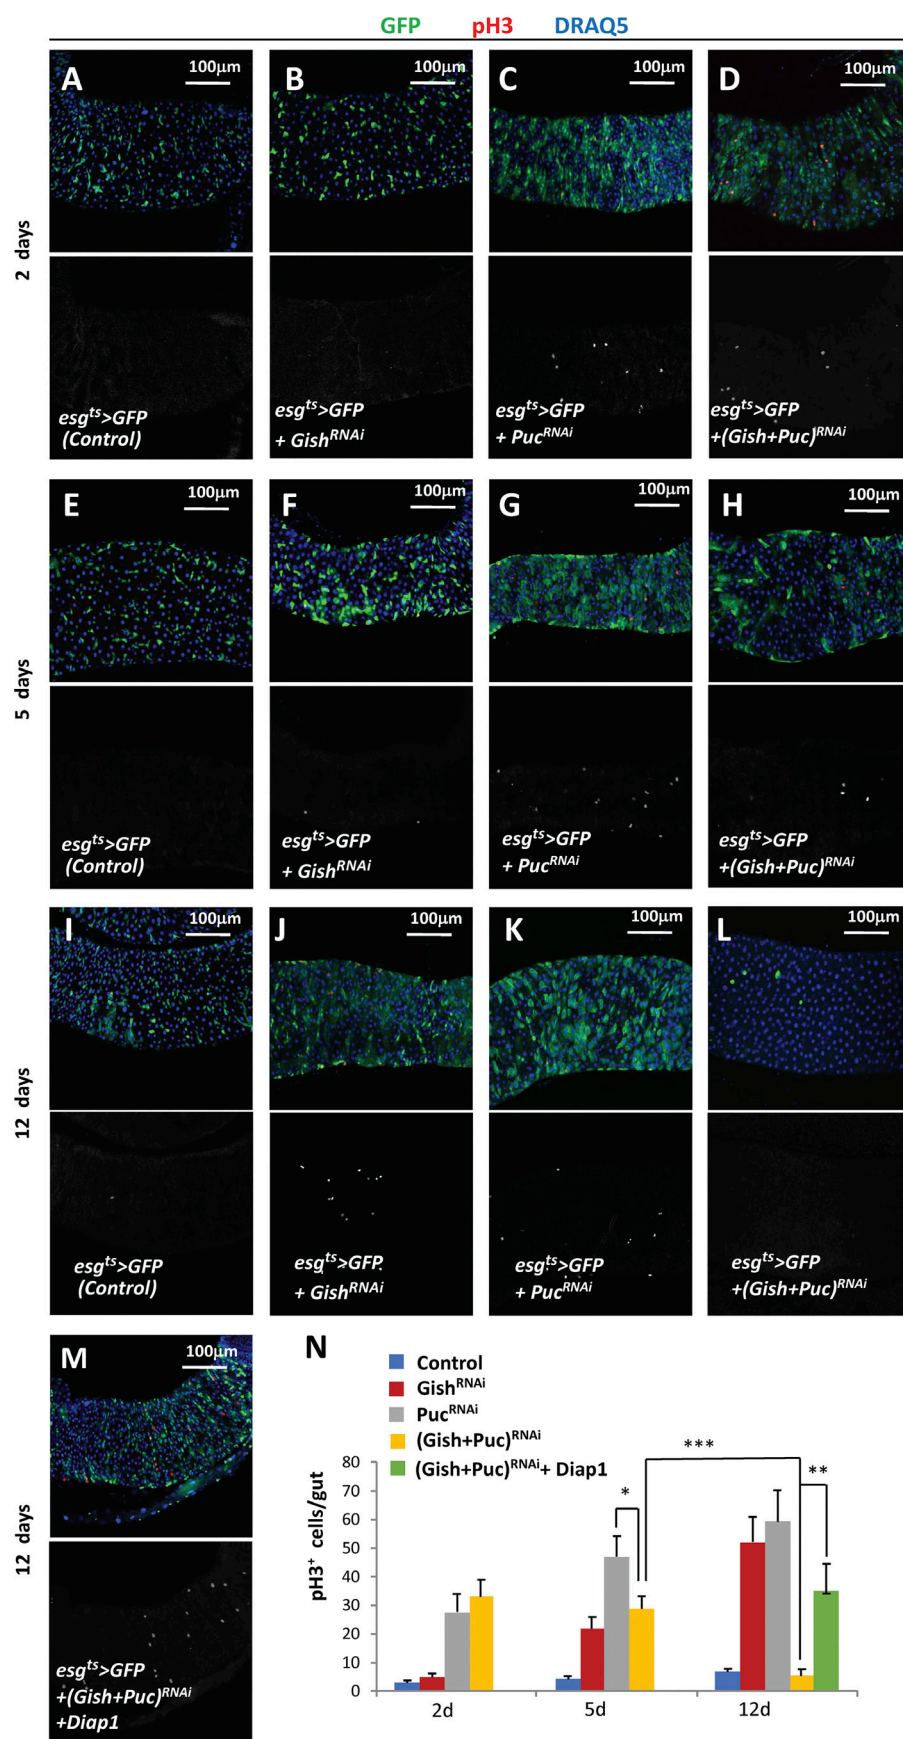 GFP pH3 DRAQ5
2 days
A 100µm
esgts>GFP
(Control)
B 100µm
esgts>GFP
+ GishRNAi
C 100µm
esgts>GFP
+ PucRNAi
D 100µm
esgts>GFP
+(Gish+Puc)RNAi
5 days
E 100µm
esgts>GFP
(Control)
F 100µm
esgts>GFP
+ GishRNAi
G 100µm
esgts>GFP
+ PucRNAi
H 100µm
esgts>GFP
+(Gish+Puc)RNAi
12 days
I 100µm
esgts>GFP
(Control)
J 100µm
esgts>GFP
+ GishRNAi
K 100µm
esgts>GFP
+ PucRNAi
L 100µm
esgts>GFP
+(Gish+Puc)RNAi
12 days
M 100µm
esgts>GFP
+(Gish+Puc)RNAi
+Diap1
N
Control
GishRNAi
PucRNAi
(Gish+Puc)RNAi
(Gish+Puc)RNAi+ Diap1
pH3+ cells/gut
80
70
60
50
40
30
20
10
0
*
***
**
2d 5d 12d